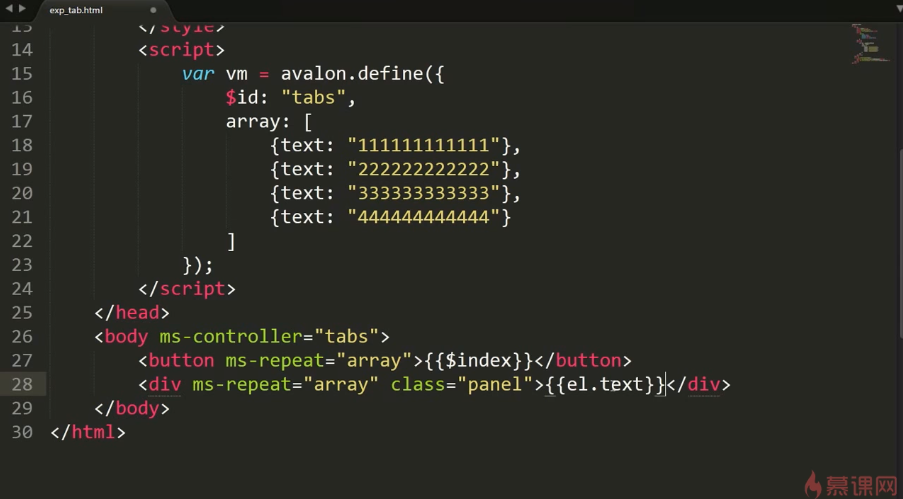 exp_tab.html
13 </style>
14 <script>
15 var vm = avalon.define({
16 $id: "tabs",
17 array: [
18 {text: "111111111111"},
19 {text: "222222222222"},
20 {text: "333333333333"},
21 {text: "444444444444"}
22 ]
23 });
24 </script>
25 </head>
26 <body ms-controller="tabs">
27 <button ms-repeat="array">{{$index}}</button>
28 <div ms-repeat="array" class="panel">{{el.text}}</div>
29 </body>
30 </html>
慕课网